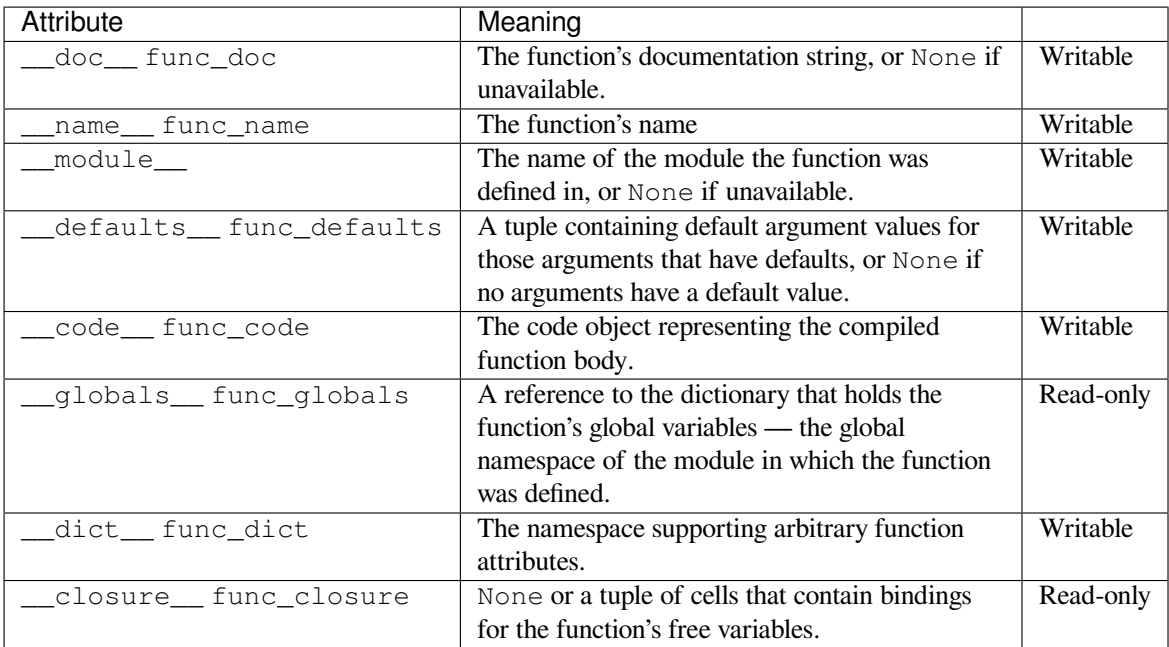 Attribute Meaning
__doc__ func_doc The function's documentation string, or None if Writable
unavailable.
__name__ func_name The function's name Writable
__module__ The name of the module the function was Writable
defined in, or None if unavailable.
__defaults__ func_defaults A tuple containing default argument values for Writable
those arguments that have defaults, or None if
no arguments have a default value.
__code__ func_code The code object representing the compiled Writable
function body.
__globals__ func_globals A reference to the dictionary that holds the Read-only
function's global variables — the global
namespace of the module in which the function
was defined.
__dict__ func_dict The namespace supporting arbitrary function Writable
attributes.
__closure__ func_closure None or a tuple of cells that contain bindings Read-only
for the function's free variables.